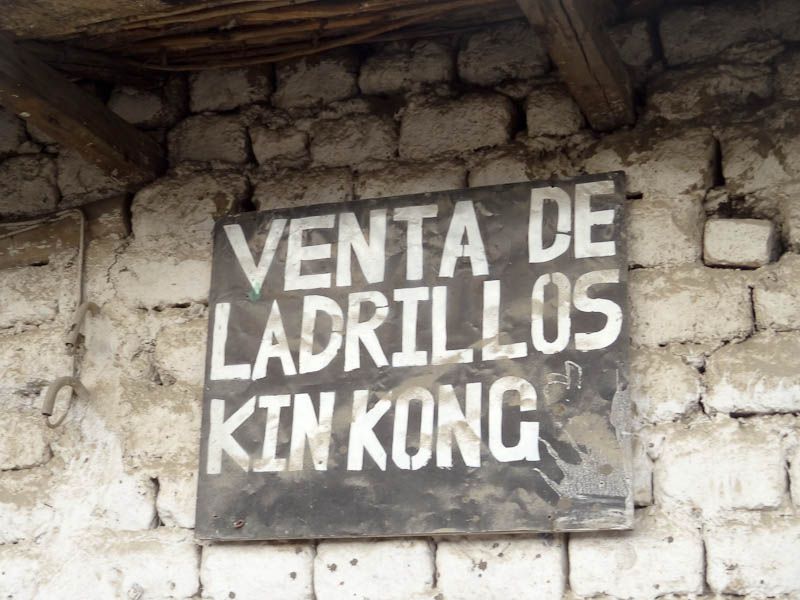 VENTA DE
LADRILLOS
KIN KONG